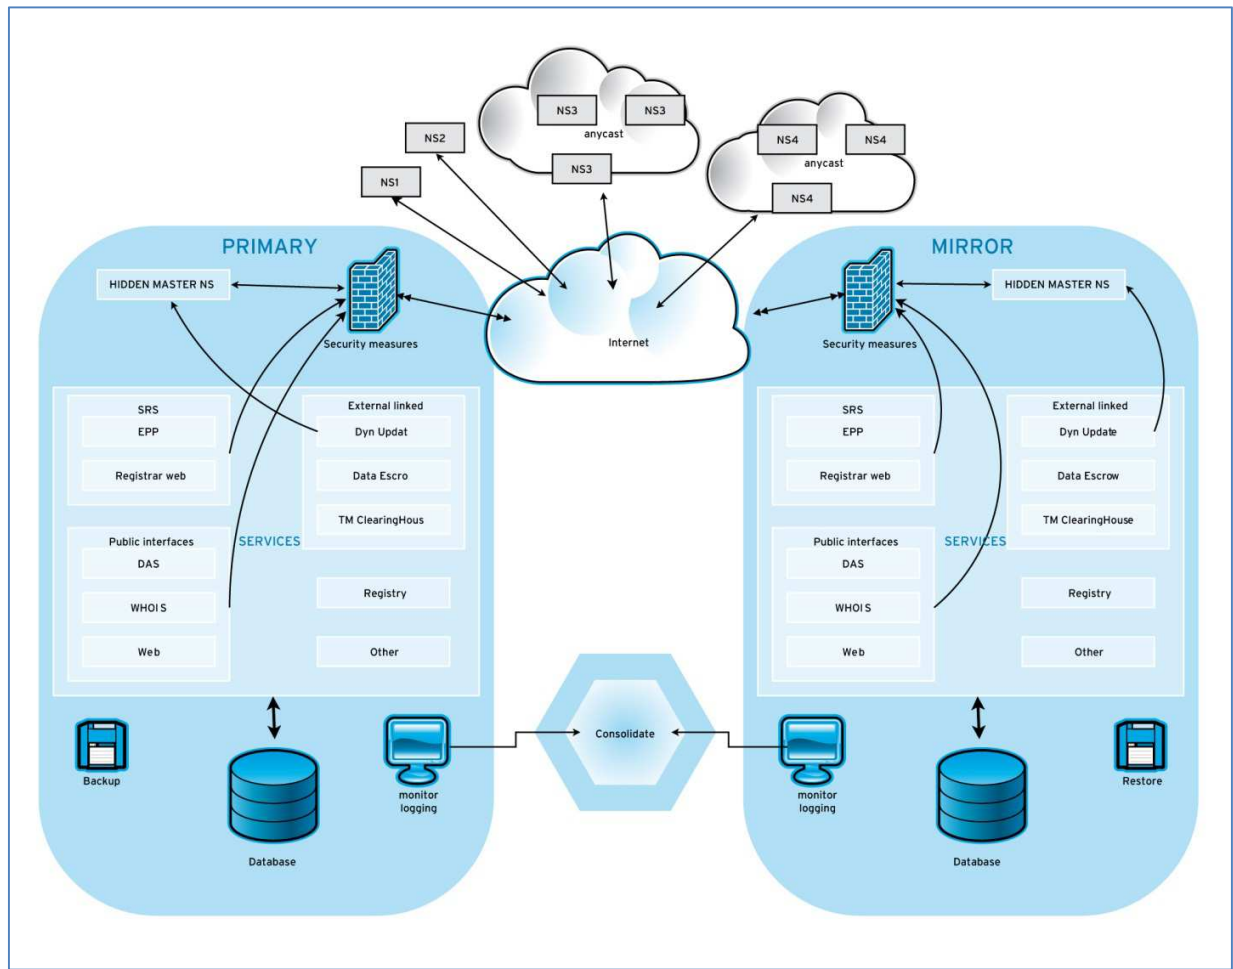 NS3
NS3
anycast
NS3
NS2
NS1
NS4
NS4
anycast
NS4
Internet
PRIMARY
HIDDEN MASTER NS
Security measures
SRS
EPP
Registrar web
External linked
Dyn Updat
Data Escro
TM ClearingHous
SERVICES
Public interfaces
DAS
WHOIS
Web
Registry
Other
Backup
Database
monitor
logging
Consolidate
MIRROR
Security measures
HIDDEN MASTER NS
SRS
EPP
Registrar web
External linked
Dyn Update
Data Escrow
TM ClearingHouse
SERVICES
Public interfaces
DAS
WHOIS
Web
Registry
Other
monitor
logging
Database
Restore